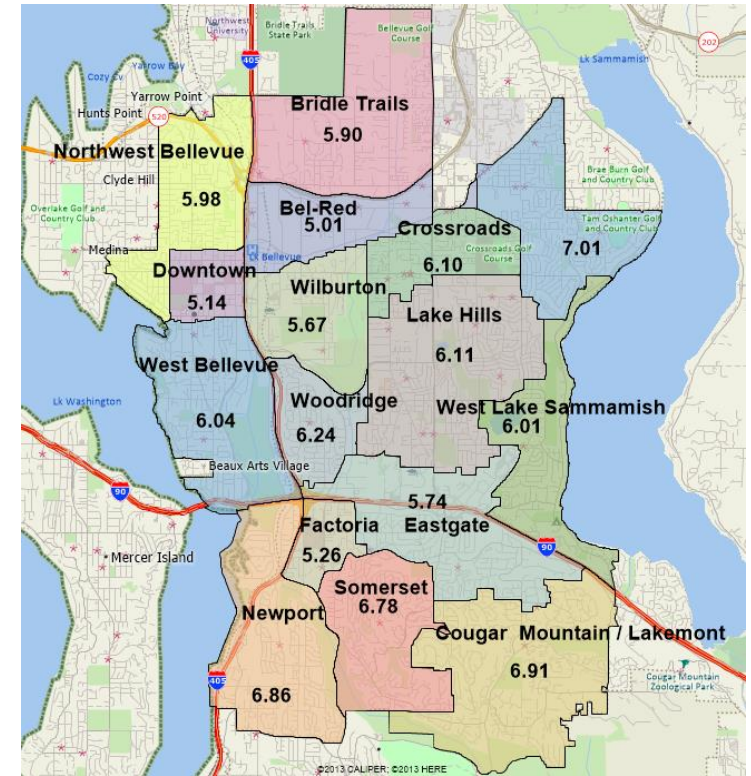 Northwest
University
Bridle Trails
State Park
Bellevue Golf
Course
405
202
Lk Sammamish
Yarrow Bay
Cozy Cv
Yarrow Point
Hunts Point
520
Bridle Trails
5.90
Northwest Bellevue
Clyde Hill
5.98
Overlake Golf and
Country Club
Medina
Brae Burn Golf
and Country Club
Tam Oshanter Golf
and Country Club
Bel-Red
5.01
Crossroads
6.10
Crossroads Golf
Course
7.01
Lk Bellevue
Downtown
5.14
Wilburton
5.67
Lake Hills
6.11
West Bellevue
6.04
Lk Washington
Woodridge
6.24
West Lake Sammamish
6.01
Beaux Arts Village
90
5.74
Factoria
Eastgate
5.26
90
Mercer Island
Somerset
6.78
Newport
6.86
Cougar Mountain / Lakemont
6.91
Cougar Mountain
Zoological Park
405
©2013 CALIPER; ©2013 HERE